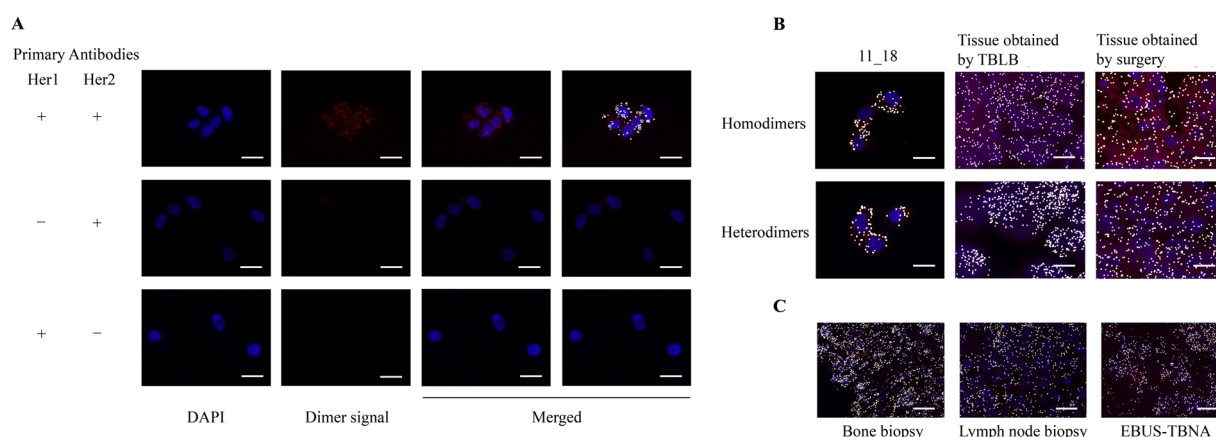 A
Primary Antibodies
Her1 Her2
+ +
− +
+ −
DAPI Dimer signal Merged
B
11_18
Tissue obtained
by TBLB
Tissue obtained
by surgery
Homodimers
Heterodimers
C
Bone biopsy Lymph node biopsy EBUS-TBNA